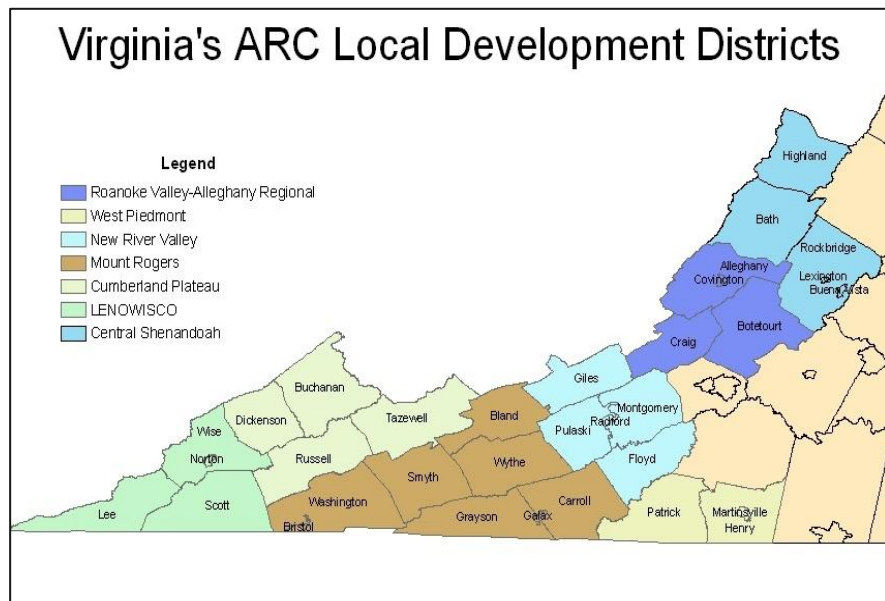 Virginia's ARC Local Development Districts
Legend
Roanoke Valley-Alleghany Regional
West Piedmont
New River Valley
Mount Rogers
Cumberland Plateau
LENOWISCO
Central Shenandoah
Highland
Bath
Rockbridge
Alleghany
Covington
Lexington
Buena Vista
Botetourt
Craig
Giles
Buchanan
Montgomery
Dickenson
Tazewell
Bland
Radford
Pulaski
Wise
Norton
Russell
Wythe
Floyd
Smyth
Washington
Carroll
Scott
Lee
Patrick
Martinsville
Henry
Grayson
Galax
Bristol